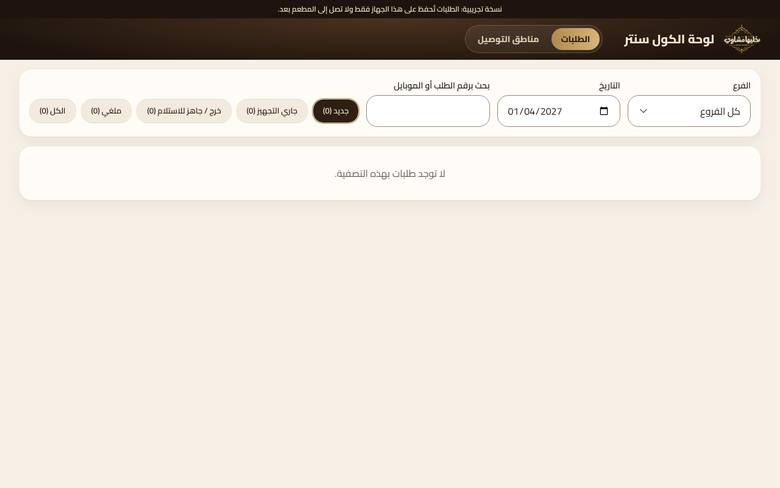 نسخة تجريبية: الطلبات تُحفظ على هذا الجهاز فقط ولا تصل إلى المطعم بعد.
لوحة الكول سنتر
الطلبات
مناطق التوصيل
الفرع
كل الفروع
التاريخ
01/04/2027
بحث برقم الطلب أو الموبايل
جديد (0)
جاري التجهيز (0)
خرج / جاهز للاستلام (0)
ملغي (0)
الكل (0)
لا توجد طلبات بهذه التصفية.